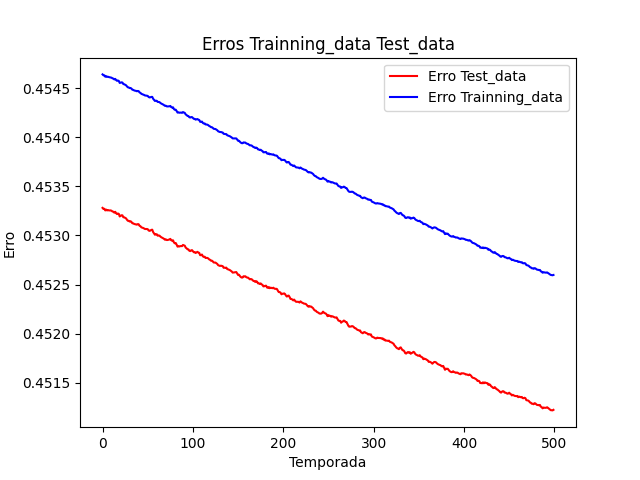 Erros Trainning_data Test_data
Erro Test_data
Erro Trainning_data
0.4545
0.4540
0.4535
0.4530
0.4525
0.4520
0.4515
Erro
0
100
200
300
400
500
Temporada